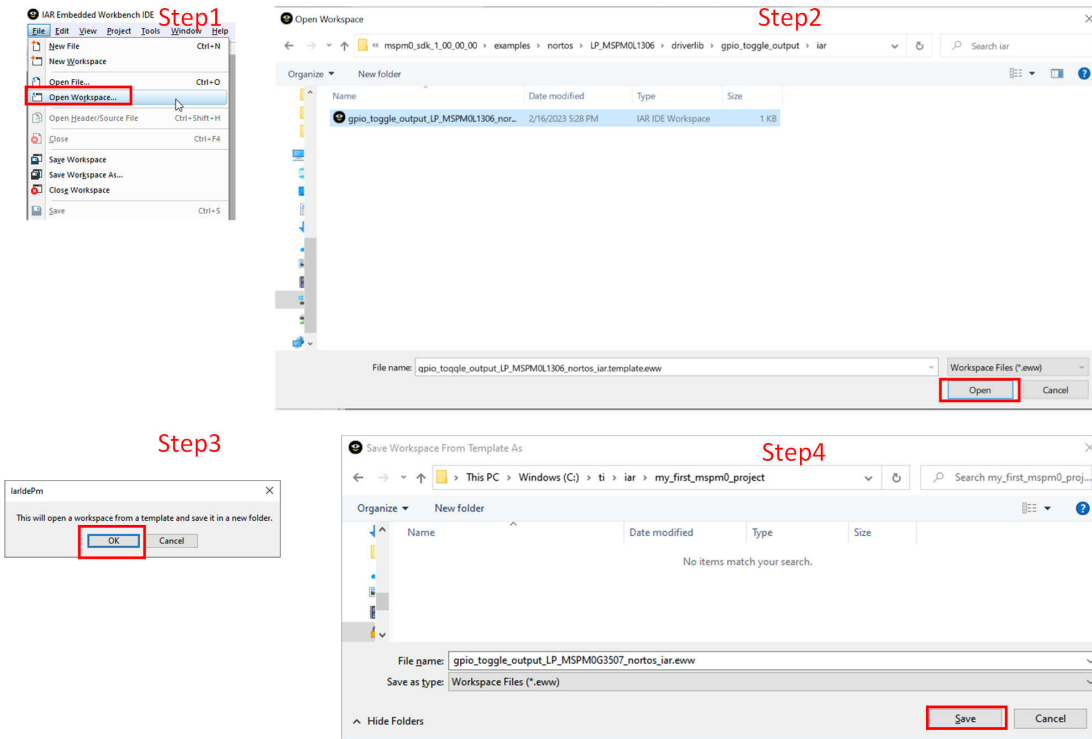 IAR Embedded Workbench IDE
Step1
File Edit View Project Tools Window Help
New File Ctrl+N
New Workspace
Open File... Ctrl+O
Open Workspace...
Open Header/Source File Ctrl+Shift+H
Close Ctrl+F4
Save Workspace
Save Workspace As...
Close Workspace
Save Ctrl+S
Step2
Open Workspace
« mspm0_sdk_1_00_00_00 › examples › nortos › LP_MSPM0L1306 › driverlib › gpio_toggle_output › iar
Search iar
Organize New folder
Name Date modified Type Size
gpio_toggle_output_LP_MSPM0L1306_nor... 2/16/2023 5:28 PM IAR IDE Workspace 1 KB
File name: gpio_toggle_output_LP_MSPM0L1306_nortos_iar.template.eww Workspace Files (*.eww)
Open Cancel
Step3
IarIdePm
This will open a workspace from a template and save it in a new folder.
OK Cancel
Step4
Save Workspace From Template As
› This PC › Windows (C:) › ti › iar › my_first_mspm0_project
Search my_first_mspm0_proj...
Organize New folder
Name Date modified Type Size
No items match your search.
File name: gpio_toggle_output_LP_MSPM0G3507_nortos_iar.eww
Save as type: Workspace Files (*.eww)
Hide Folders
Save Cancel